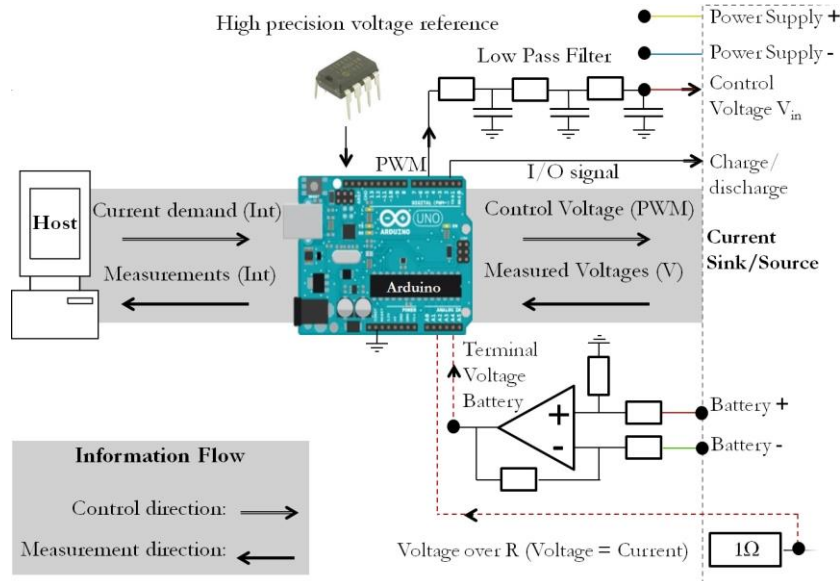 High precision voltage reference
Power Supply +
Low Pass Filter
Power Supply -
Control
Voltage Vin
PWM
I/O signal
Charge/
discharge
Host
Current demand (Int)
UNO
ARDUINO
Control Voltage (PWM)
Current
Sink/Source
Measurements (Int)
Arduino
Measured Voltages (V)
Terminal
Voltage
Battery
+
-
Battery +
Battery -
Information Flow
Control direction:
Measurement direction:
Voltage over R (Voltage = Current)
1Ω